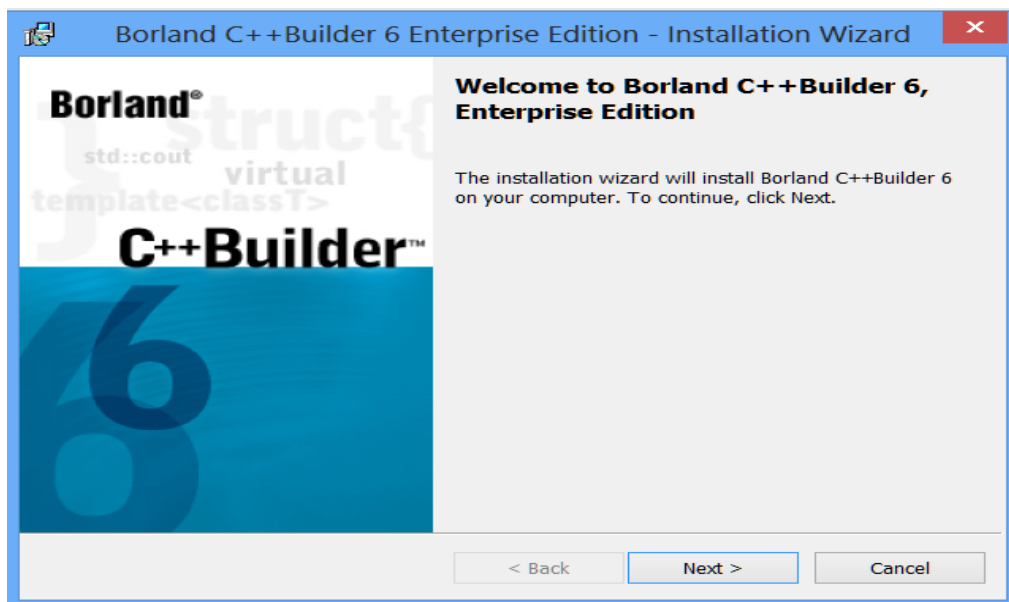 Borland C++Builder 6 Enterprise Edition - Installation Wizard
Borland®
struct{
std::cout
virtual
template<classT>
}
C++Builder™
6
6
Welcome to Borland C++Builder 6,
Enterprise Edition
The installation wizard will install Borland C++Builder 6
on your computer. To continue, click Next.
< Back
Next >
Cancel